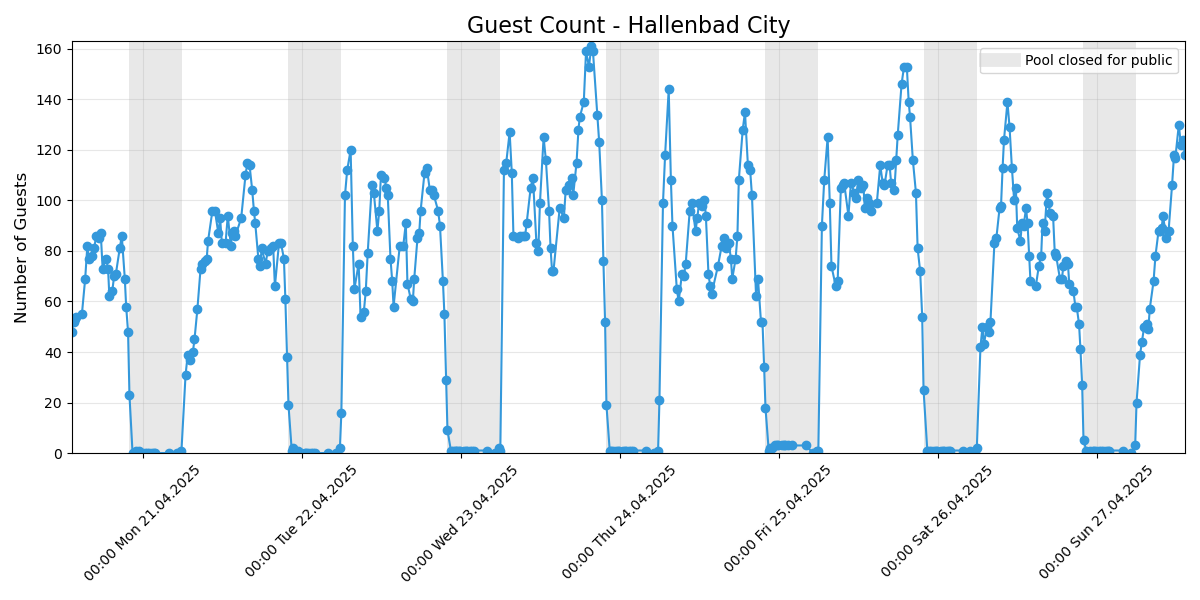 Guest Count - Hallenbad City
Pool closed for public
Number of Guests
160
140
120
100
80
60
40
20
0
00:00 Mon 21.04.2025
00:00 Tue 22.04.2025
00:00 Wed 23.04.2025
00:00 Thu 24.04.2025
00:00 Fri 25.04.2025
00:00 Sat 26.04.2025
00:00 Sun 27.04.2025